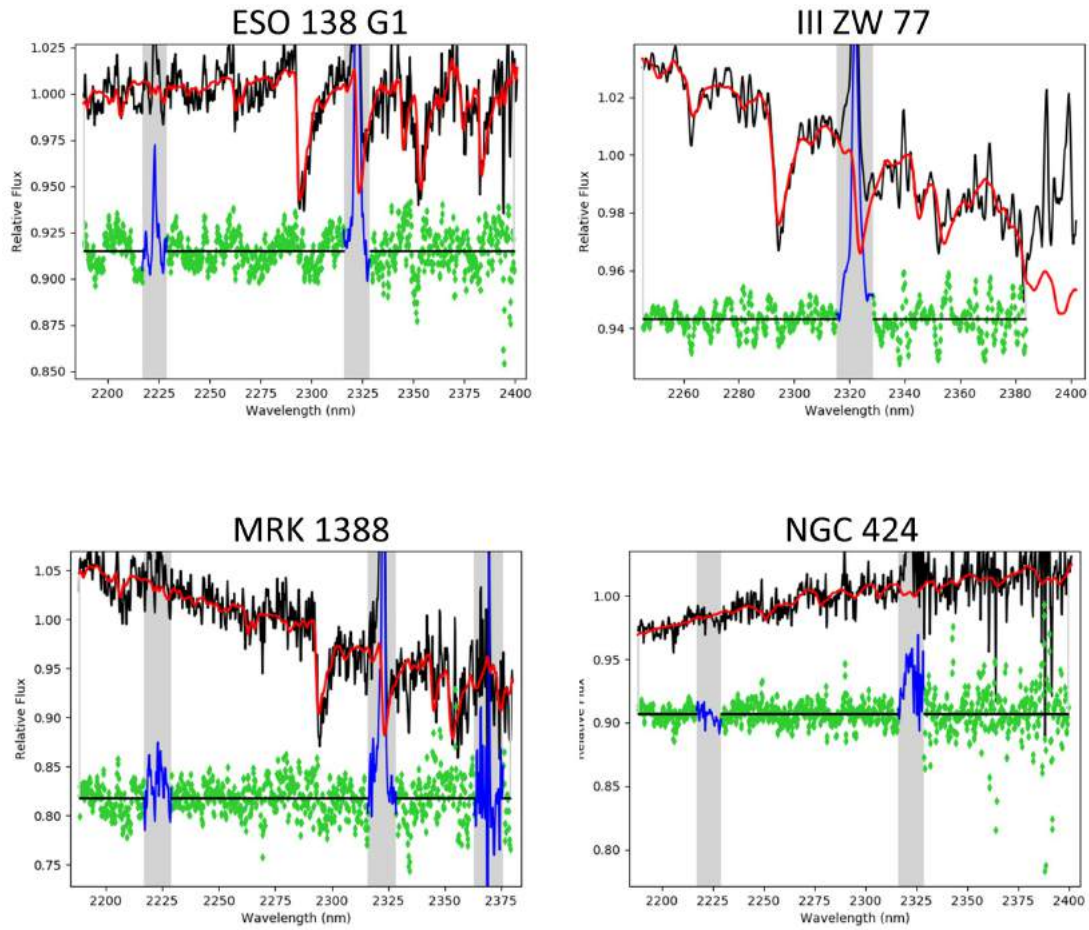 ESO 138 G1
1.025
1.000
0.975
0.950
0.925
0.900
0.875
0.850
Relative Flux
2200 2225 2250 2275 2300 2325 2350 2375 2400
Wavelength (nm)
III ZW 77
1.02
1.00
0.98
0.96
0.94
Relative Flux
2260 2280 2300 2320 2340 2360 2380 2400
Wavelength (nm)
MRK 1388
1.05
1.00
0.95
0.90
0.85
0.80
0.75
Relative Flux
2200 2225 2250 2275 2300 2325 2350 2375
Wavelength (nm)
NGC 424
1.00
0.95
0.90
0.85
0.80
Relative Flux
2200 2225 2250 2275 2300 2325 2350 2375 2400
Wavelength (nm)